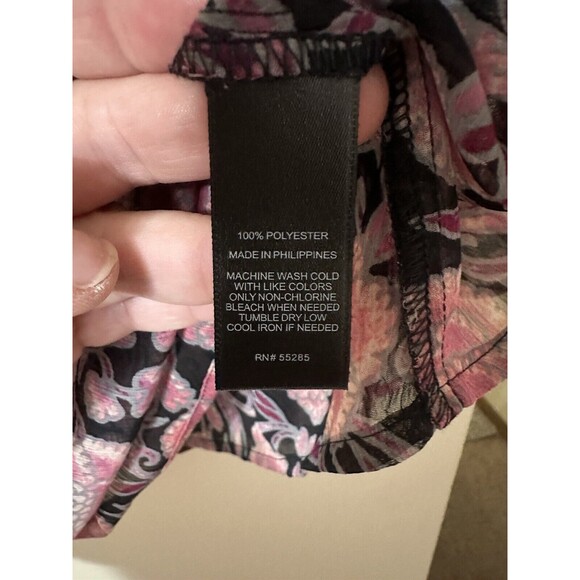 100% POLYESTER
MADE IN PHILIPPINES
MACHINE WASH COLD
WITH LIKE COLORS
ONLY NON-CHLORINE
BLEACH WHEN NEEDED
TUMBLE DRY LOW
COOL IRON IF NEEDED
RN# 55285